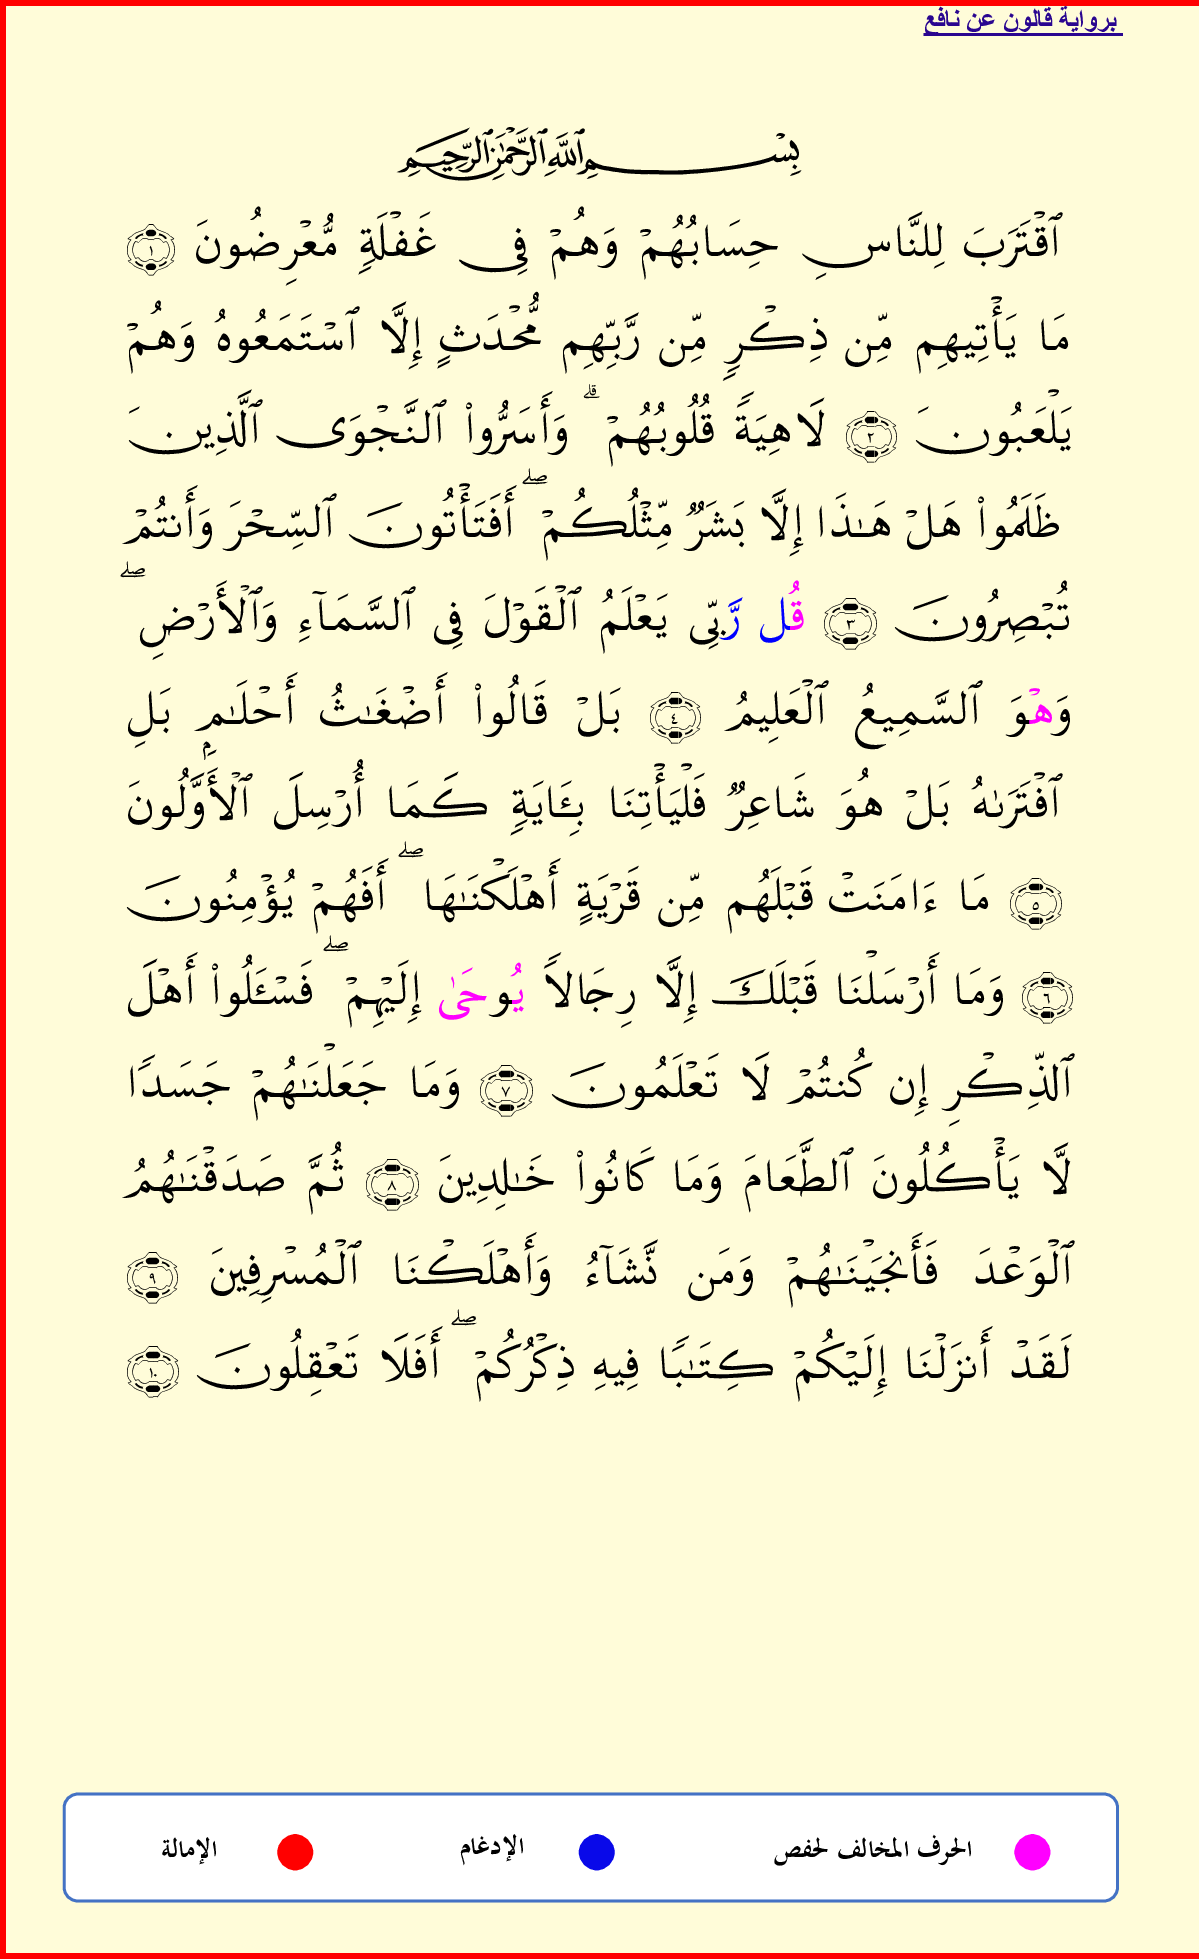 برواية قالون عن نافع
بِسْمِ ٱللَّهِ ٱلرَّحْمَٰنِ ٱلرَّحِيمِ
ٱقْتَرَبَ لِلنَّاسِ حِسَابُهُمْ وَهُمْ فِى غَفْلَةٍ مُّعْرِضُونَ ١
مَا يَأْتِيهِم مِّن ذِكْرٍ مِّن رَّبِّهِم مُّحْدَثٍ إِلَّا ٱسْتَمَعُوهُ وَهُمْ
يَلْعَبُونَ ٢ لَاهِيَةً قُلُوبُهُمْ ۗ وَأَسَرُّوا۟ ٱلنَّجْوَى ٱلَّذِينَ
ظَلَمُوا۟ هَلْ هَـٰذَا إِلَّا بَشَرٌ مِّثْلُكُمْ ۖ أَفَتَأْتُونَ ٱلسِّحْرَ وَأَنتُمْ
تُبْصِرُونَ ٣ قُل رَّبِّى يَعْلَمُ ٱلْقَوْلَ فِى ٱلسَّمَآءِ وَٱلْأَرْضِ ۖ
وَهْوَ ٱلسَّمِيعُ ٱلْعَلِيمُ ٤ بَلْ قَالُوا۟ أَضْغَـٰثُ أَحْلَـٰمٍۭ بَلِ
ٱفْتَرَىٰهُ بَلْ هُوَ شَاعِرٌ فَلْيَأْتِنَا بِـَٔايَةٍ كَمَا أُرْسِلَ ٱلْأَوَّلُونَ
٥ مَا ءَامَنَتْ قَبْلَهُم مِّن قَرْيَةٍ أَهْلَكْنَـٰهَا ۖ أَفَهُمْ يُؤْمِنُونَ
٦ وَمَا أَرْسَلْنَا قَبْلَكَ إِلَّا رِجَالًا يُوحَىٰ إِلَيْهِمْ ۖ فَسْـَٔلُوا۟ أَهْلَ
ٱلذِّكْرِ إِن كُنتُمْ لَا تَعْلَمُونَ ٧ وَمَا جَعَلْنَـٰهُمْ جَسَدًا
لَّا يَأْكُلُونَ ٱلطَّعَامَ وَمَا كَانُوا۟ خَـٰلِدِينَ ٨ ثُمَّ صَدَقْنَـٰهُمُ
ٱلْوَعْدَ فَأَنجَيْنَـٰهُمْ وَمَن نَّشَآءُ وَأَهْلَكْنَا ٱلْمُسْرِفِينَ ٩
لَقَدْ أَنزَلْنَا إِلَيْكُمْ كِتَـٰبًا فِيهِ ذِكْرُكُمْ ۖ أَفَلَا تَعْقِلُونَ ١٠
الحرف المخالف لحفص الإدغام الإمالة